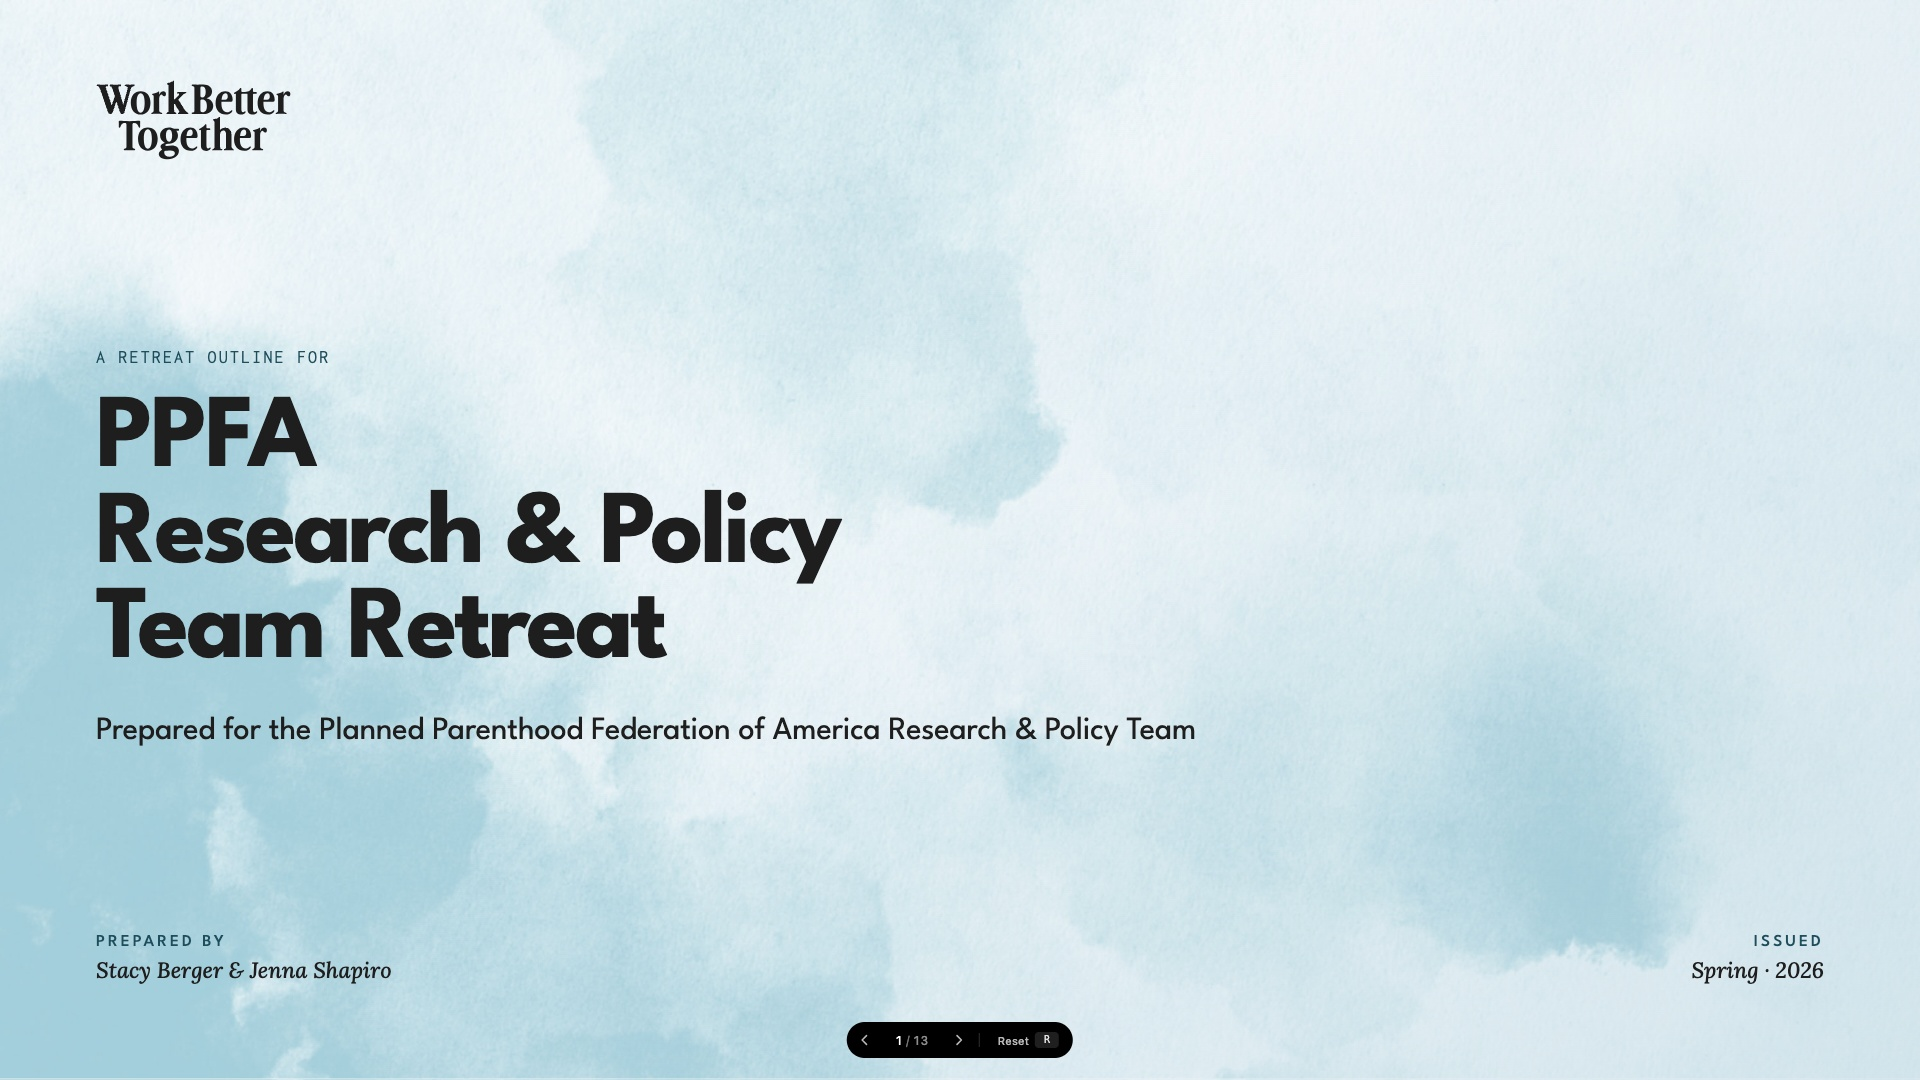 Work Better
Together
A RETREAT OUTLINE FOR
PPFA
Research & Policy
Team Retreat
Prepared for the Planned Parenthood Federation of America Research & Policy Team
PREPARED BY
Stacy Berger & Jenna Shapiro
ISSUED
Spring · 2026
1 / 13 Reset R